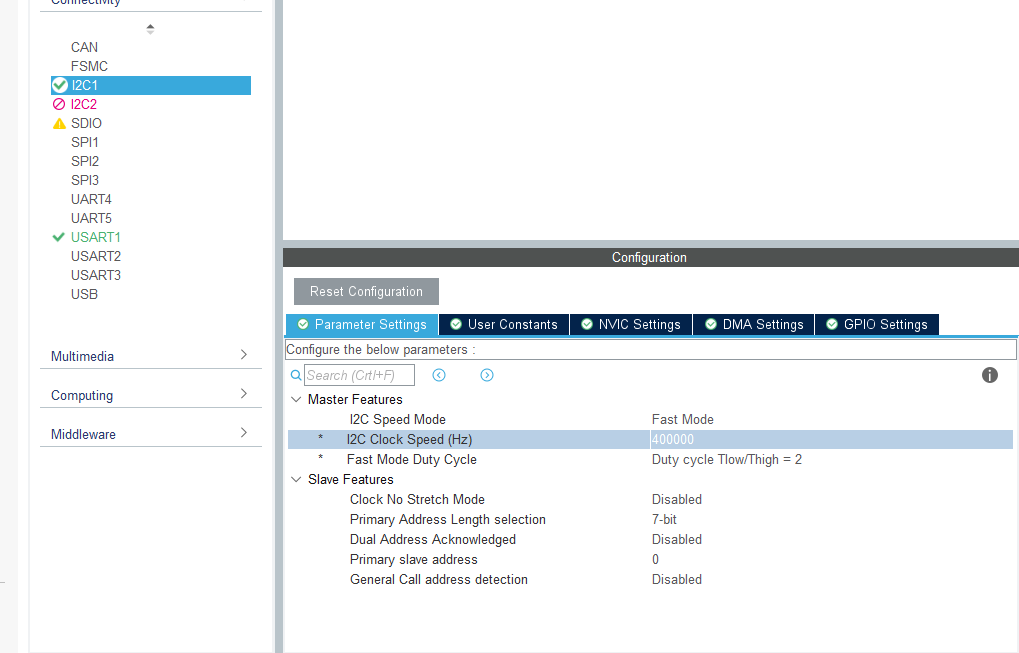 Connectivity
CAN
FSMC
I2C1
I2C2
SDIO
SPI1
SPI2
SPI3
UART4
UART5
USART1
USART2
USART3
USB
Multimedia
Computing
Middleware
Configuration
Reset Configuration
Parameter Settings
User Constants
NVIC Settings
DMA Settings
GPIO Settings
Configure the below parameters :
Search (Crtl+F)
Master Features
I2C Speed Mode Fast Mode
* I2C Clock Speed (Hz) 400000
* Fast Mode Duty Cycle Duty cycle Tlow/Thigh = 2
Slave Features
Clock No Stretch Mode Disabled
Primary Address Length selection 7-bit
Dual Address Acknowledged Disabled
Primary slave address 0
General Call address detection Disabled